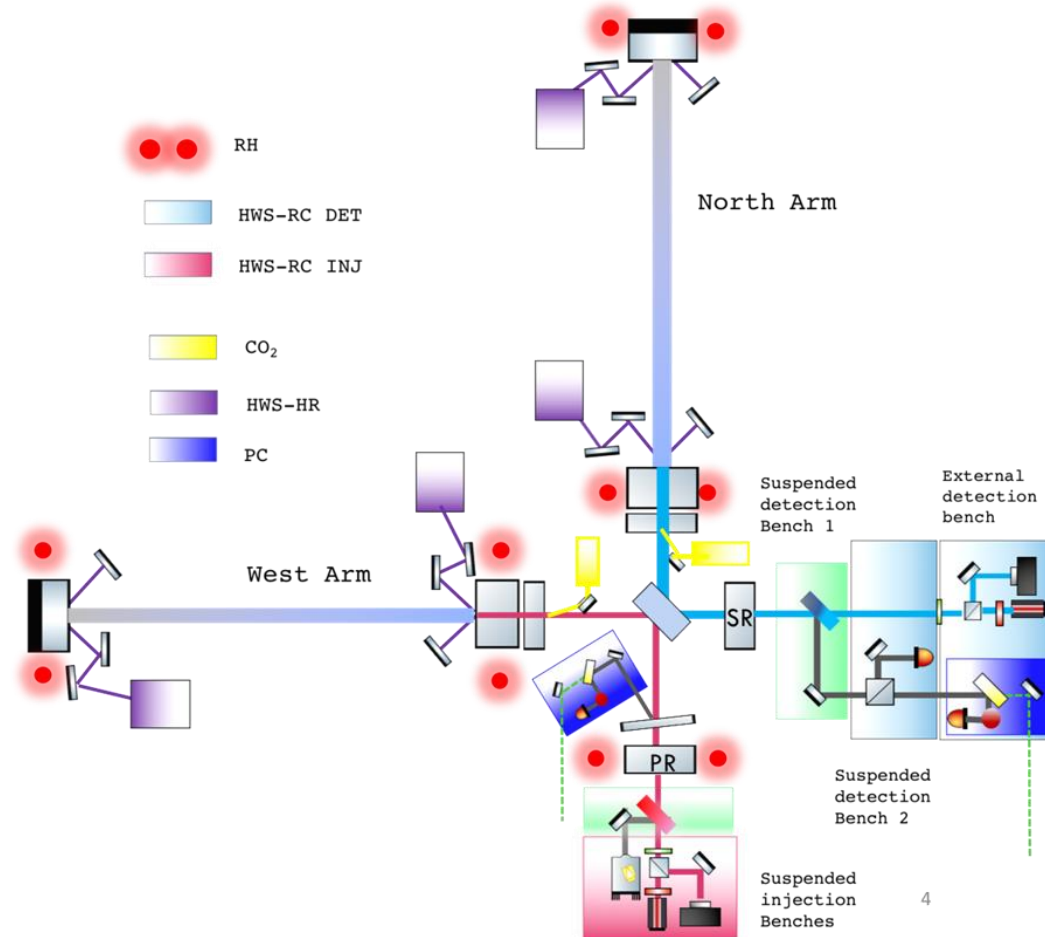 RH
HWS-RC DET
HWS-RC INJ
CO₂
HWS-HR
PC
North Arm
West Arm
Suspended
detection
Bench 1
External
detection
bench
SR
PR
Suspended
detection
Bench 2
Suspended
injection
Benches
4